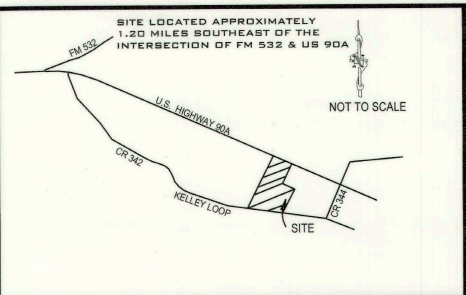 SITE LOCATED APPROXIMATELY
1.20 MILES SOUTHEAST OF THE
INTERSECTION OF FM 532 & US 90A
FM 532
NOT TO SCALE
U.S. HIGHWAY 90A
CR 342
KELLEY LOOP
CR 344
SITE